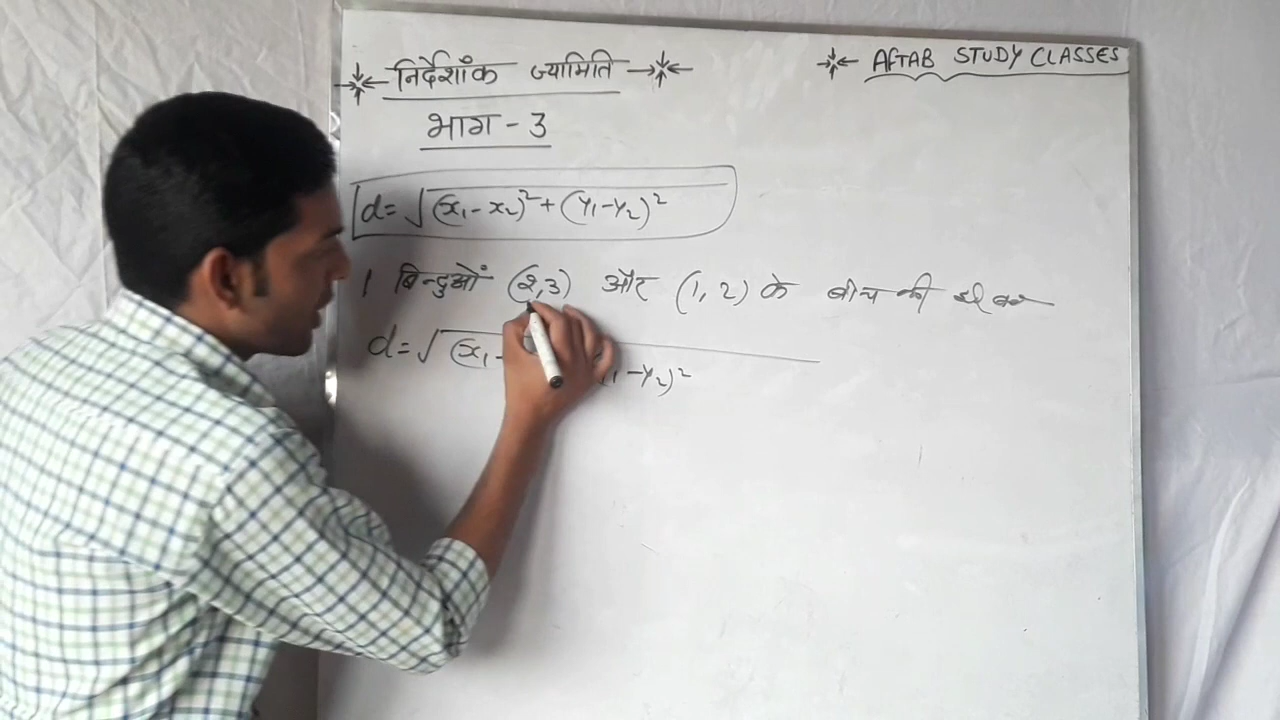 निर्देशांक ज्यामिति
AFTAB STUDY CLASSES
भाग - 3
d=√(x₁-x₂)²+(y₁-y₂)²
1 बिन्दुओं (2,3) और (1,2) के बीच की
d=√(x₁- ₁-y₂)²